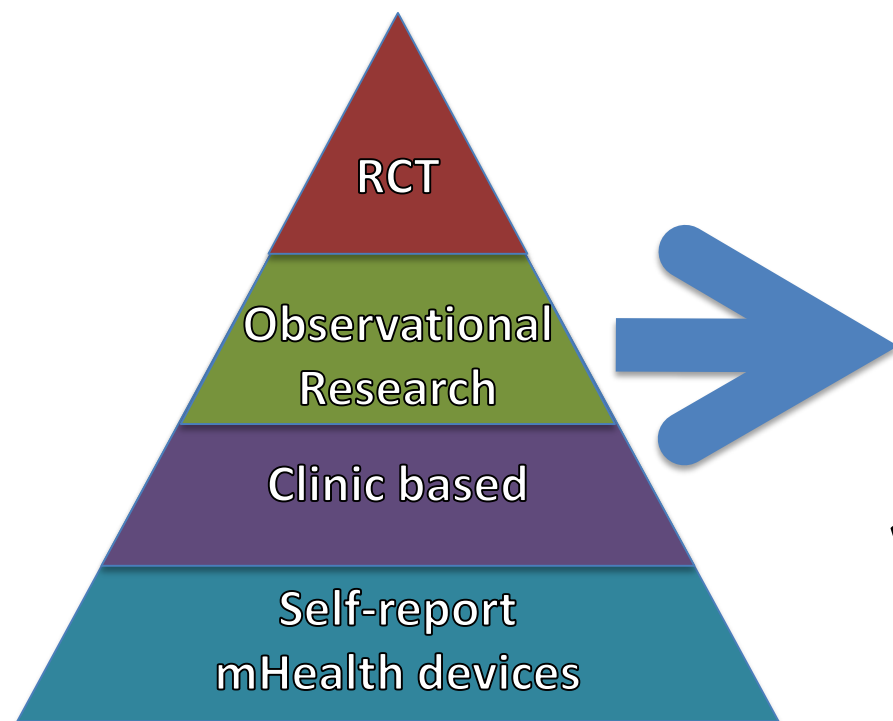 RCT
Observational
Research
Clinic based
Self-report
mHealth devices